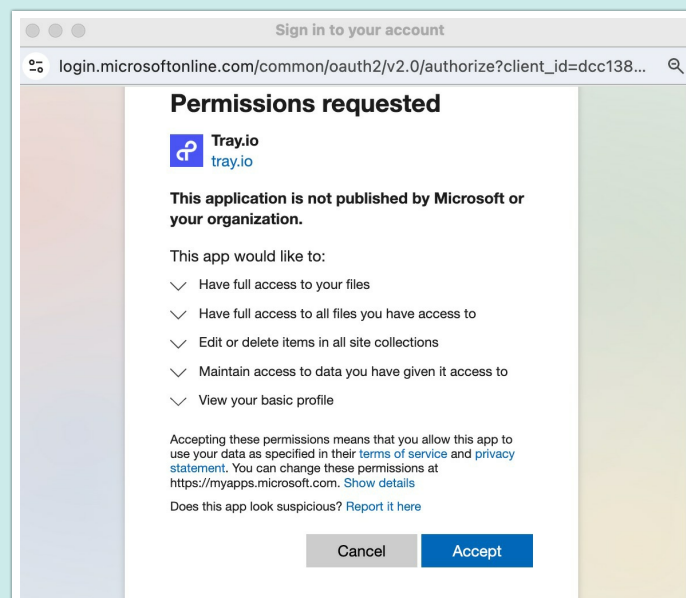 Sign in to your account
login.microsoftonline.com/common/oauth2/v2.0/authorize?client_id=dcc138...
Permissions requested
Tray.io
tray.io
This application is not published by Microsoft or
your organization.
This app would like to:
Have full access to your files
Have full access to all files you have access to
Edit or delete items in all site collections
Maintain access to data you have given it access to
View your basic profile
Accepting these permissions means that you allow this app to
use your data as specified in their terms of service and privacy
statement. You can change these permissions at
https://myapps.microsoft.com. Show details
Does this app look suspicious? Report it here
Cancel Accept